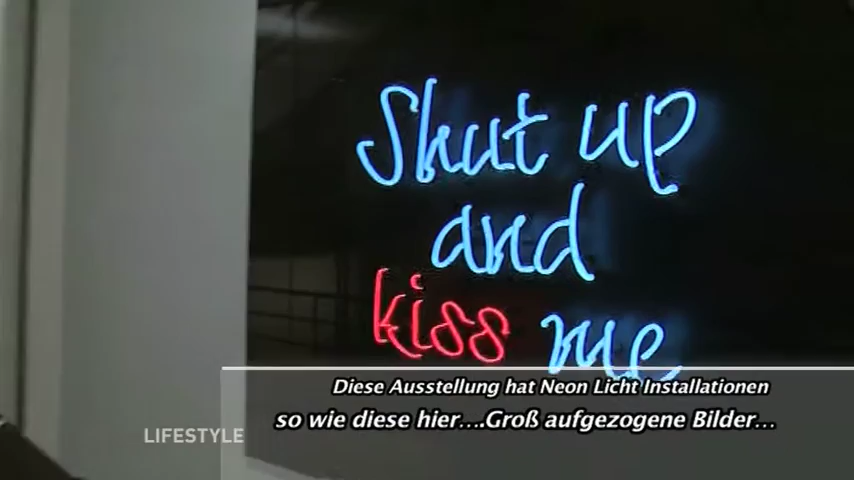 Shut up
and
kiss me
Diese Ausstellung hat Neon Licht Installationen
so wie diese hier....Groß aufgezogene Bilder...
LIFESTYLE